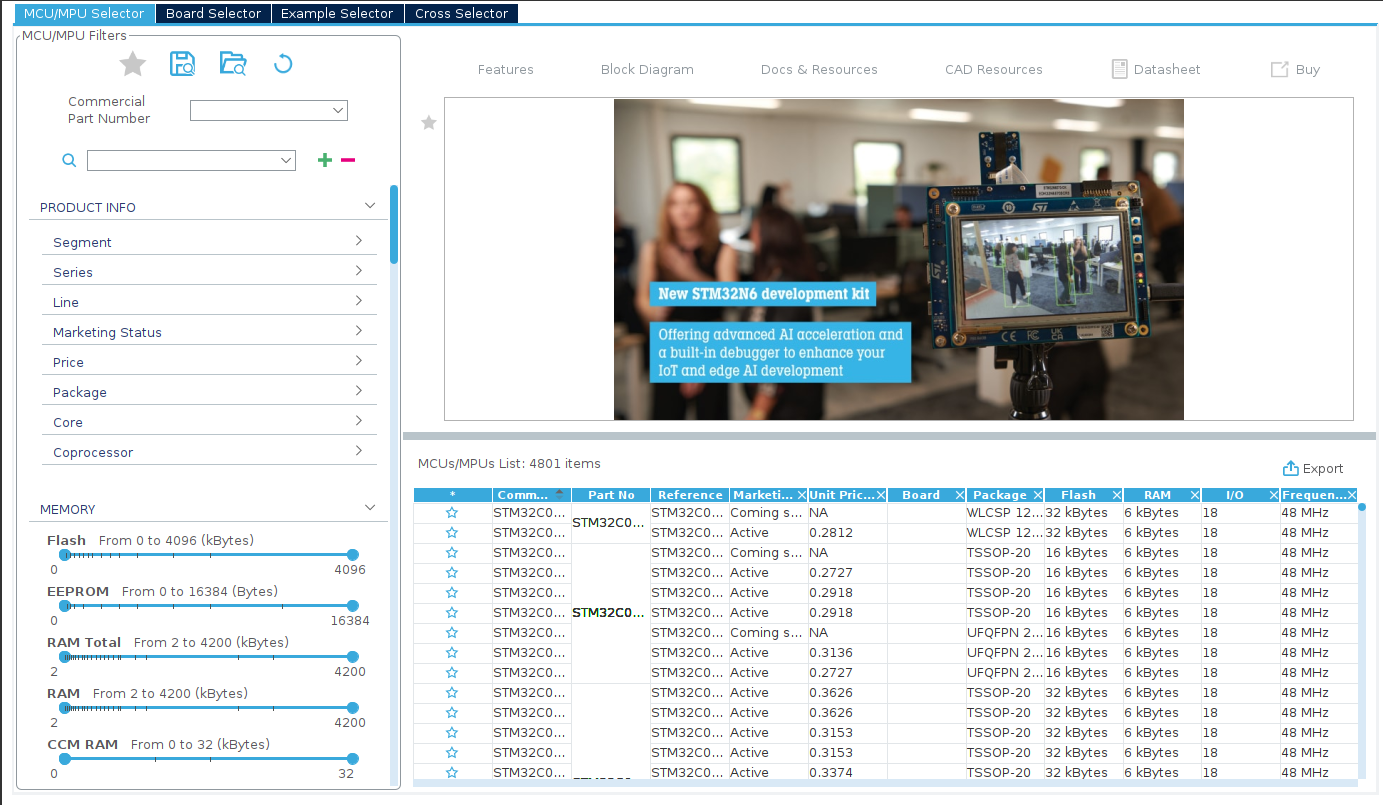 MCU/MPU Selector Board Selector Example Selector Cross Selector
MCU/MPU Filters
Commercial
Part Number
PRODUCT INFO
Segment
Series
Line
Marketing Status
Price
Package
Core
Coprocessor
MEMORY
Flash From 0 to 4096 (kBytes)
0 4096
EEPROM From 0 to 16384 (Bytes)
0 16384
RAM Total From 2 to 4200 (kBytes)
2 4200
RAM From 2 to 4200 (kBytes)
2 4200
CCM RAM From 0 to 32 (kBytes)
0 32
Features Block Diagram Docs & Resources CAD Resources Datasheet Buy
New STM32N6 development kit
Offering advanced AI acceleration and
a built-in debugger to enhance your
IoT and edge AI development
MCUs/MPUs List: 4801 items
Export
* Comm... Part No Reference Marketi... Unit Pric... Board Package Flash RAM I/O Frequen...
STM32C0... STM32C0... STM32C0... Coming s... NA WLCSP 12... 32 kBytes 6 kBytes 18 48 MHz
STM32C0... STM32C0... Active 0.2812 WLCSP 12... 32 kBytes 6 kBytes 18 48 MHz
STM32C0... STM32C0... Coming s... NA TSSOP-20 16 kBytes 6 kBytes 18 48 MHz
STM32C0... STM32C0... Active 0.2727 TSSOP-20 16 kBytes 6 kBytes 18 48 MHz
STM32C0... STM32C0... Active 0.2918 TSSOP-20 16 kBytes 6 kBytes 18 48 MHz
STM32C0... STM32C0... STM32C0... Active 0.2918 TSSOP-20 16 kBytes 6 kBytes 18 48 MHz
STM32C0... STM32C0... Coming s... NA UFQFPN 2... 16 kBytes 6 kBytes 18 48 MHz
STM32C0... STM32C0... Active 0.3136 UFQFPN 2... 16 kBytes 6 kBytes 18 48 MHz
STM32C0... STM32C0... Active 0.2727 UFQFPN 2... 16 kBytes 6 kBytes 18 48 MHz
STM32C0... STM32C0... Active 0.3626 TSSOP-20 32 kBytes 6 kBytes 18 48 MHz
STM32C0... STM32C0... Active 0.3626 TSSOP-20 32 kBytes 6 kBytes 18 48 MHz
STM32C0... STM32C0... Active 0.3153 TSSOP-20 32 kBytes 6 kBytes 18 48 MHz
STM32C0... STM32C0... Active 0.3153 TSSOP-20 32 kBytes 6 kBytes 18 48 MHz
STM32C0... STM32C0... Active 0.3374 TSSOP-20 32 kBytes 6 kBytes 18 48 MHz